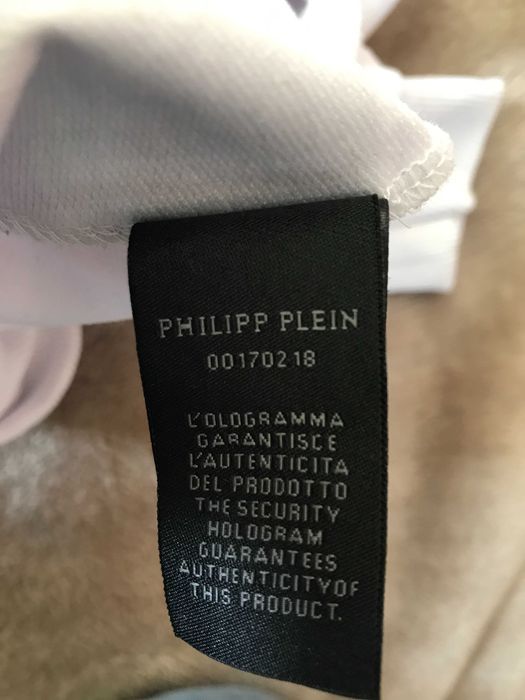 PHILIPP PLEIN
00170218
L'OLOGRAMMA
GARANTISCE
L'AUTENTICITA
DEL PRODOTTO
THE SECURITY
HOLOGRAM
GUARANTEES
AUTHENTICITYOF
THIS PRODUCT.